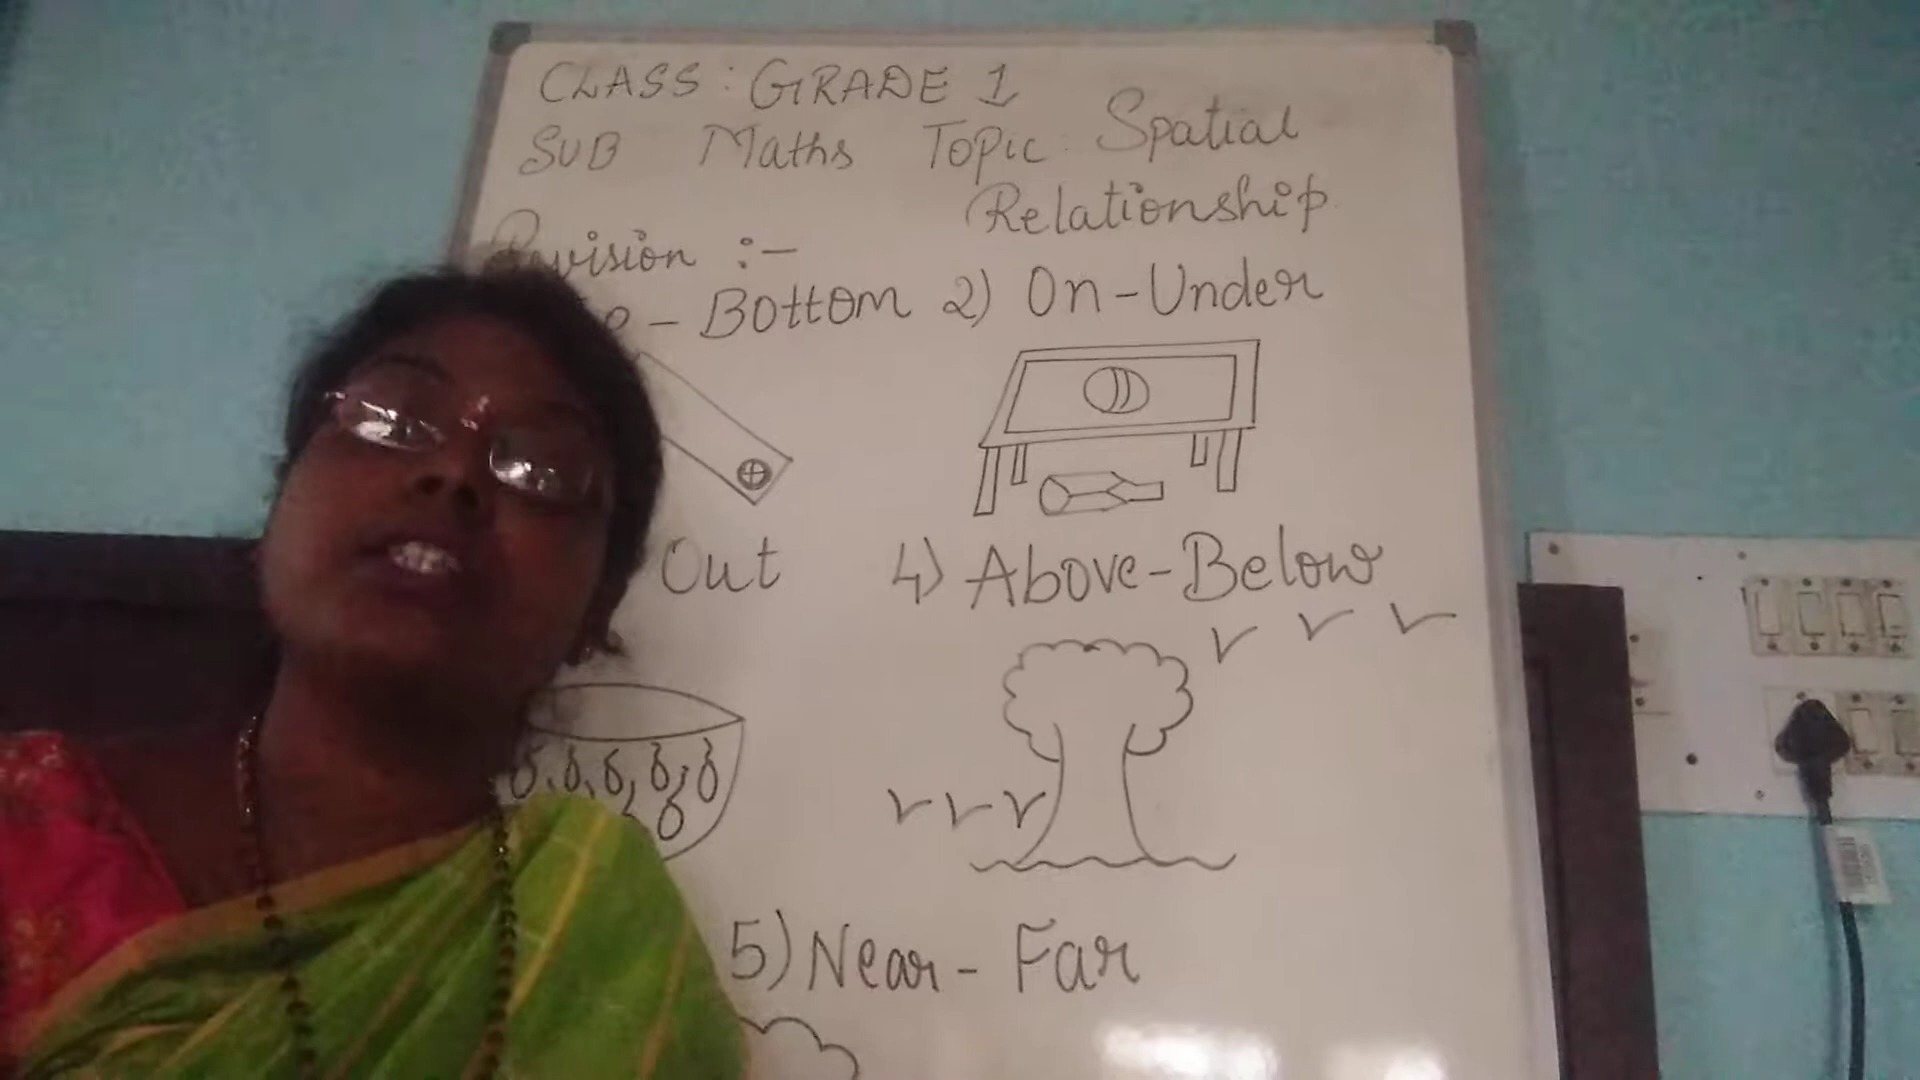 CLASS : GRADE 1
SUB Maths Topic Spatial
Relationship
Revision :-
- Bottom 2) On-Under
Out 4) Above-Below
5) Near- Far